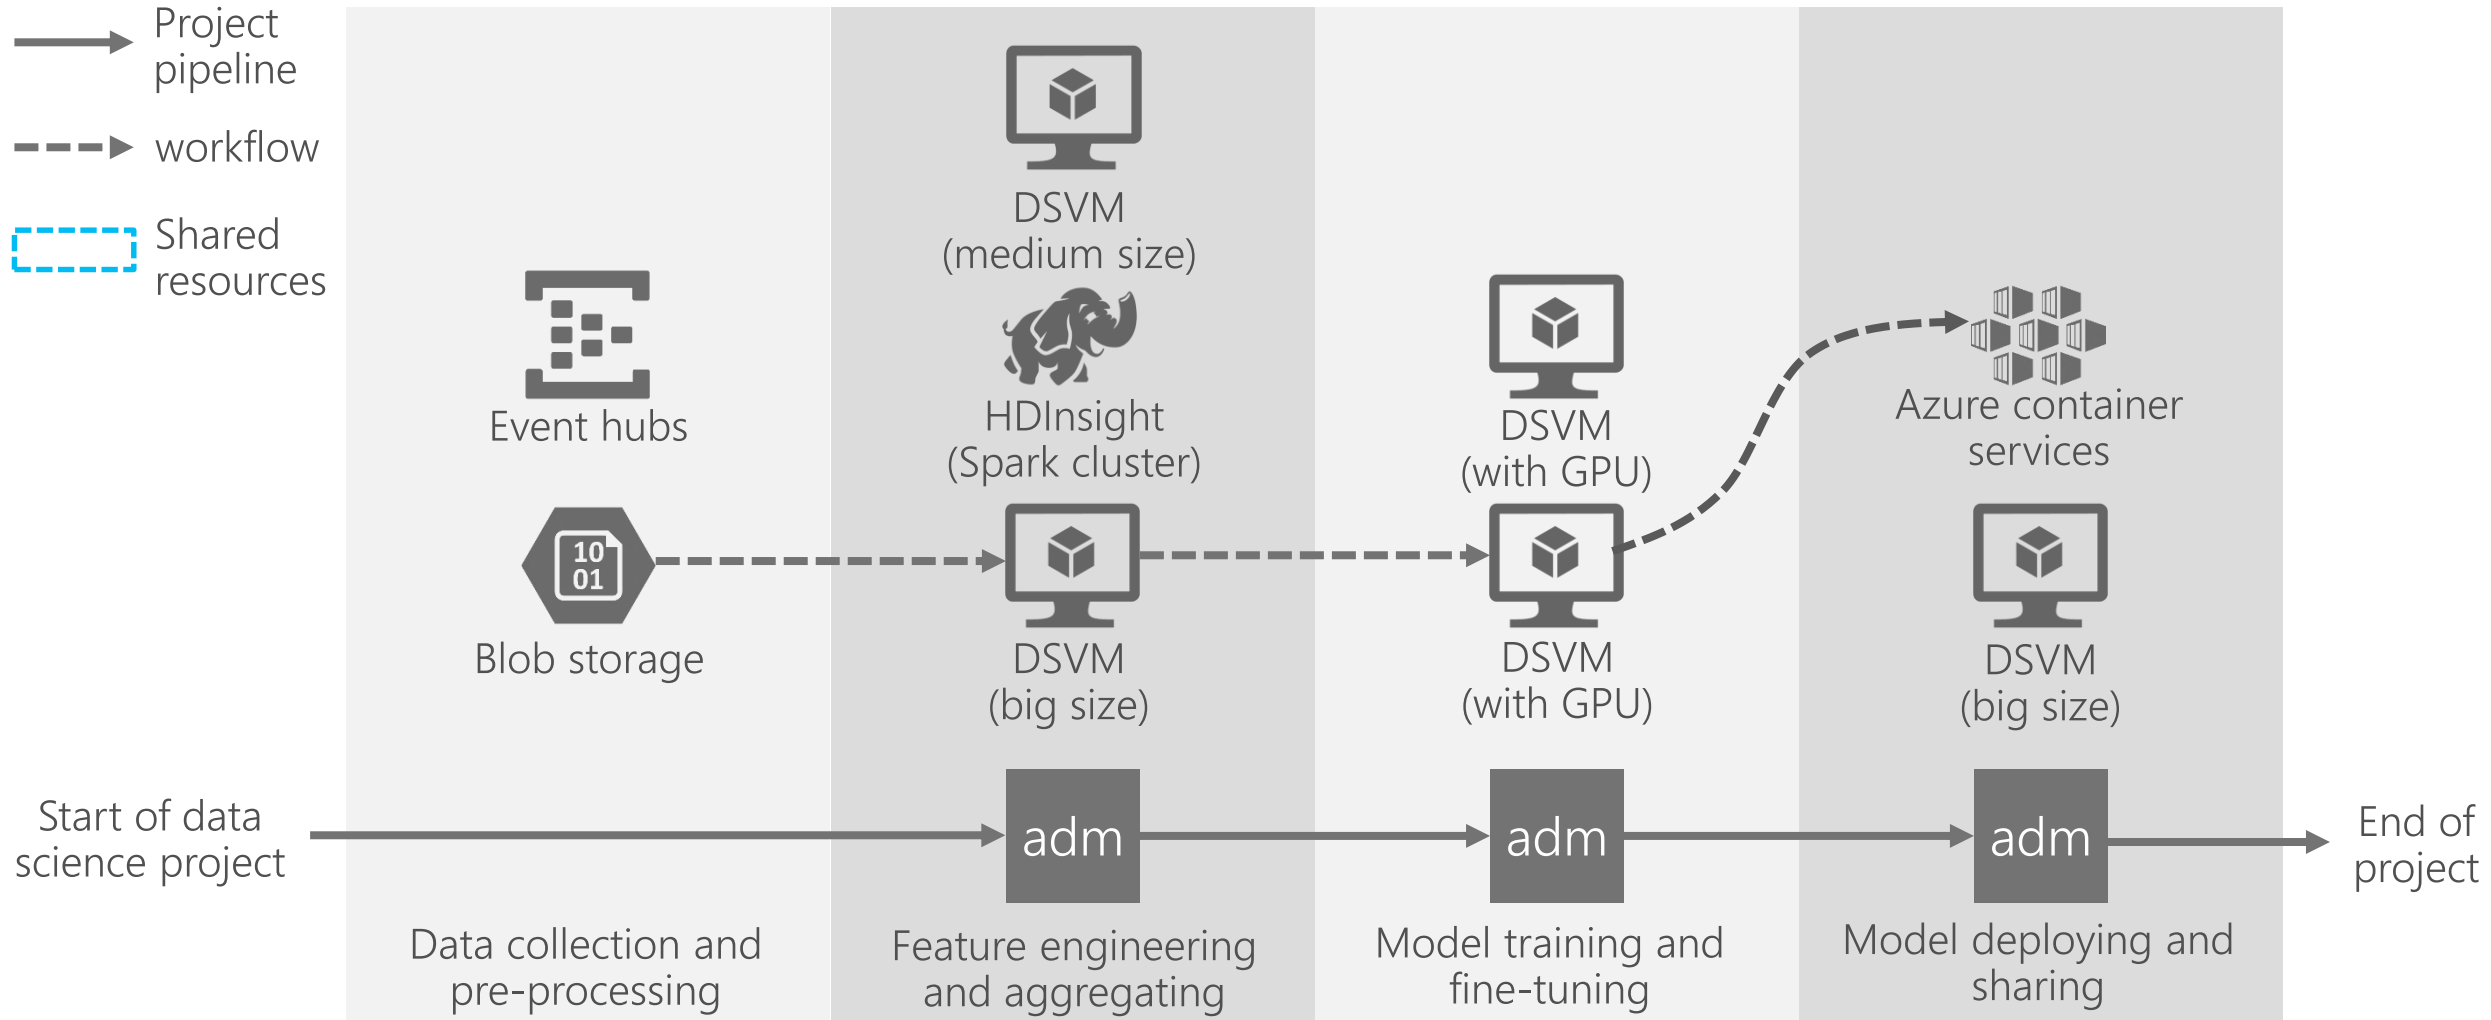 Project
pipeline
workflow
Shared
resources
Event hubs
10
01
Blob storage
DSVM
(medium size)
HDInsight
(Spark cluster)
DSVM
(big size)
DSVM
(with GPU)
DSVM
(with GPU)
Azure container
services
DSVM
(big size)
Start of data
science project
adm
adm
adm
End of
project
Data collection and
pre-processing
Feature engineering
and aggregating
Model training and
fine-tuning
Model deploying and
sharing